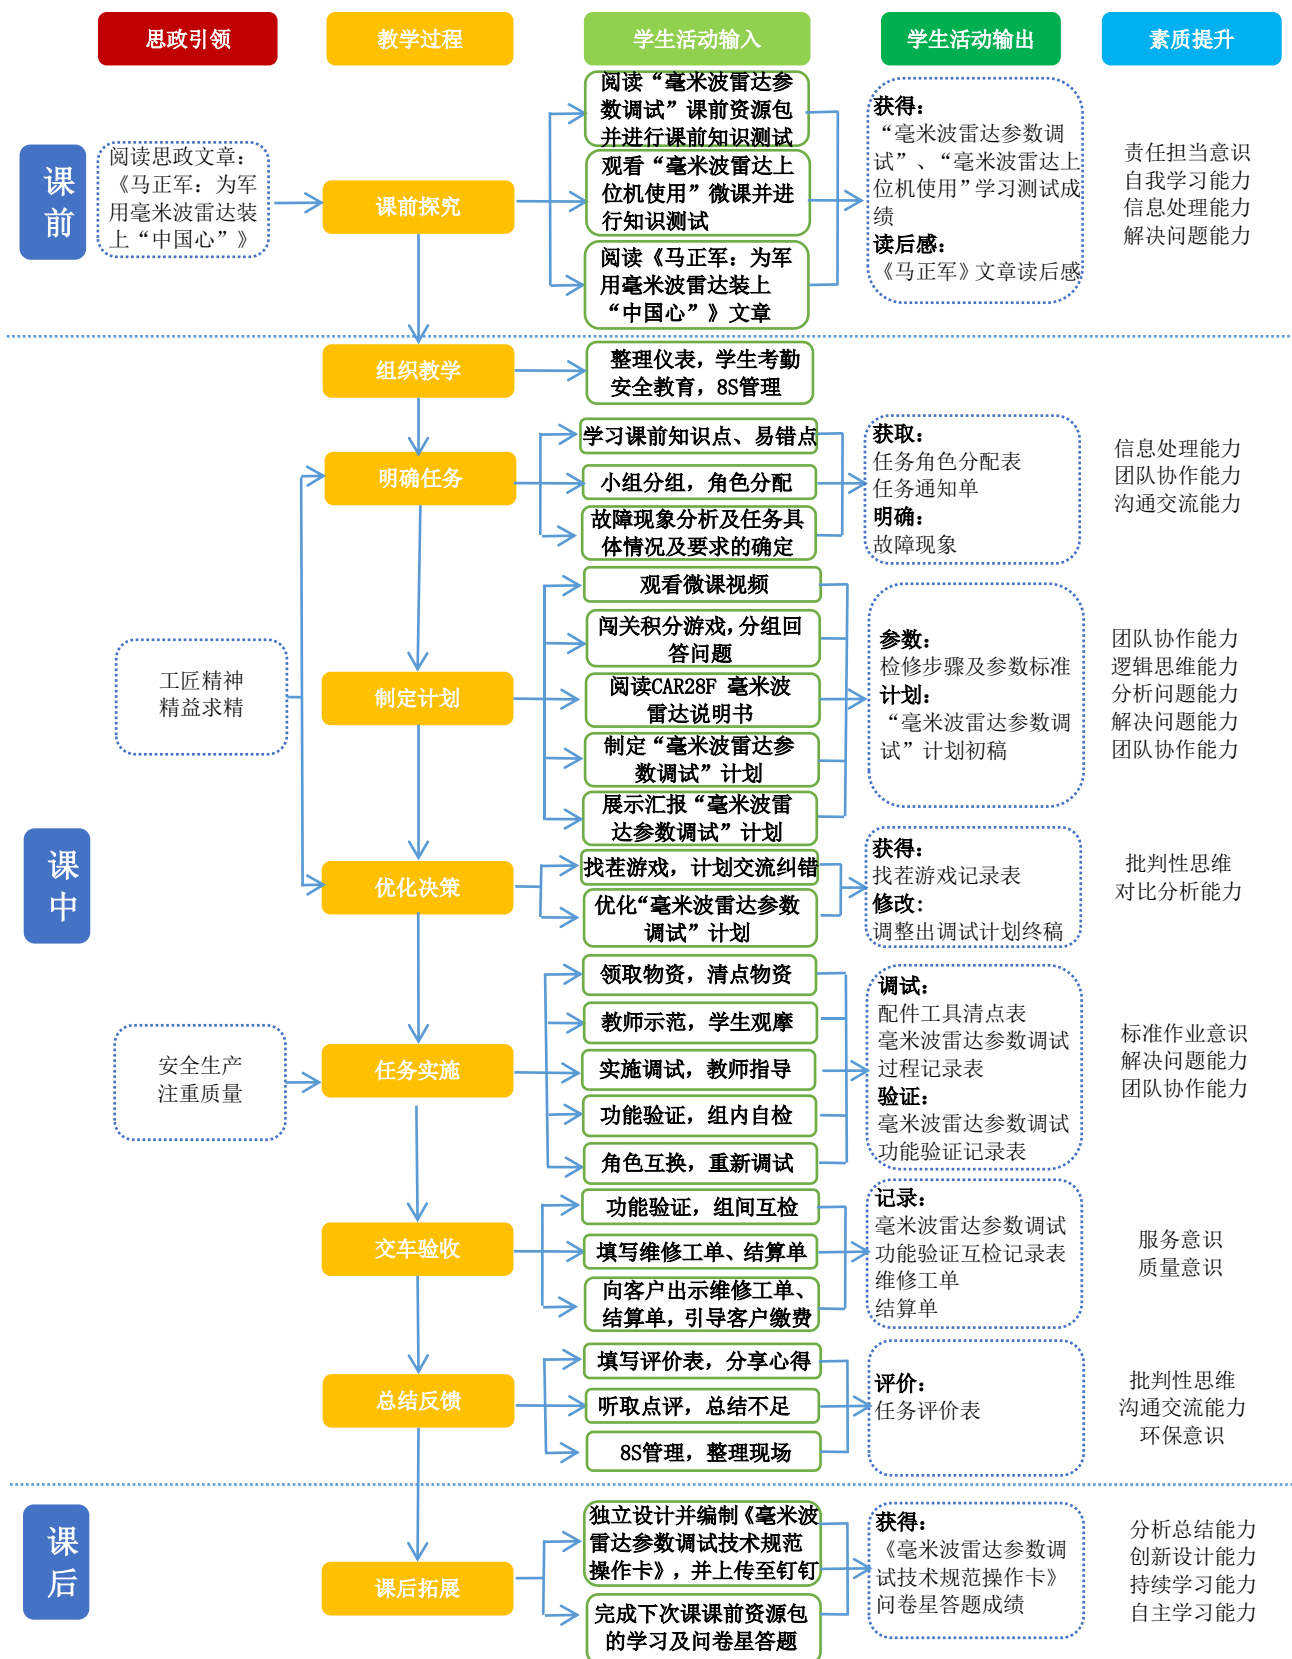 思政引领
教学过程
学生活动输入
学生活动输出
素质提升
课前
阅读思政文章：
《马正军：为军
用毫米波雷达装
上“中国心”》
课前探究
阅读“毫米波雷达参
数调试”课前资源包
并进行课前知识测试
观看“毫米波雷达上
位机使用”微课并进
行知识测试
阅读《马正军：为军
用毫米波雷达装上
“中国心”》文章
获得：
“毫米波雷达参数调
试”、“毫米波雷达上
位机使用”学习测试成
绩
读后感：
《马正军》文章读后感
责任担当意识
自我学习能力
信息处理能力
解决问题能力
课中
组织教学
整理仪表，学生考勤
安全教育，8S管理
工匠精神
精益求精
明确任务
学习课前知识点、易错点
小组分组，角色分配
故障现象分析及任务具
体情况及要求的确定
获取：
任务角色分配表
任务通知单
明确：
故障现象
信息处理能力
团队协作能力
沟通交流能力
制定计划
观看微课视频
闯关积分游戏，分组回
答问题
阅读CAR28F 毫米波
雷达说明书
制定“毫米波雷达参
数调试”计划
展示汇报“毫米波雷
达参数调试”计划
参数：
检修步骤及参数标准
计划：
“毫米波雷达参数调
试”计划初稿
团队协作能力
逻辑思维能力
分析问题能力
解决问题能力
团队协作能力
优化决策
找茬游戏，计划交流纠错
优化“毫米波雷达参数
调试”计划
获得：
找茬游戏记录表
修改：
调整出调试计划终稿
批判性思维
对比分析能力
安全生产
注重质量
任务实施
领取物资，清点物资
教师示范，学生观摩
实施调试，教师指导
功能验证，组内自检
角色互换，重新调试
调试：
配件工具清点表
毫米波雷达参数调试
过程记录表
验证：
毫米波雷达参数调试
功能验证记录表
标准作业意识
解决问题能力
团队协作能力
交车验收
功能验证，组间互检
填写维修工单、结算单
向客户出示维修工单、
结算单，引导客户缴费
记录：
毫米波雷达参数调试
功能验证互检记录表
维修工单
结算单
服务意识
质量意识
总结反馈
填写评价表，分享心得
听取点评，总结不足
8S管理，整理现场
评价：
任务评价表
批判性思维
沟通交流能力
环保意识
课后
课后拓展
独立设计并编制《毫米波
雷达参数调试技术规范
操作卡》，并上传至钉钉
完成下次课课前资源包
的学习及问卷星答题
获得：
《毫米波雷达参数调
试技术规范操作卡》
问卷星答题成绩
分析总结能力
创新设计能力
持续学习能力
自主学习能力